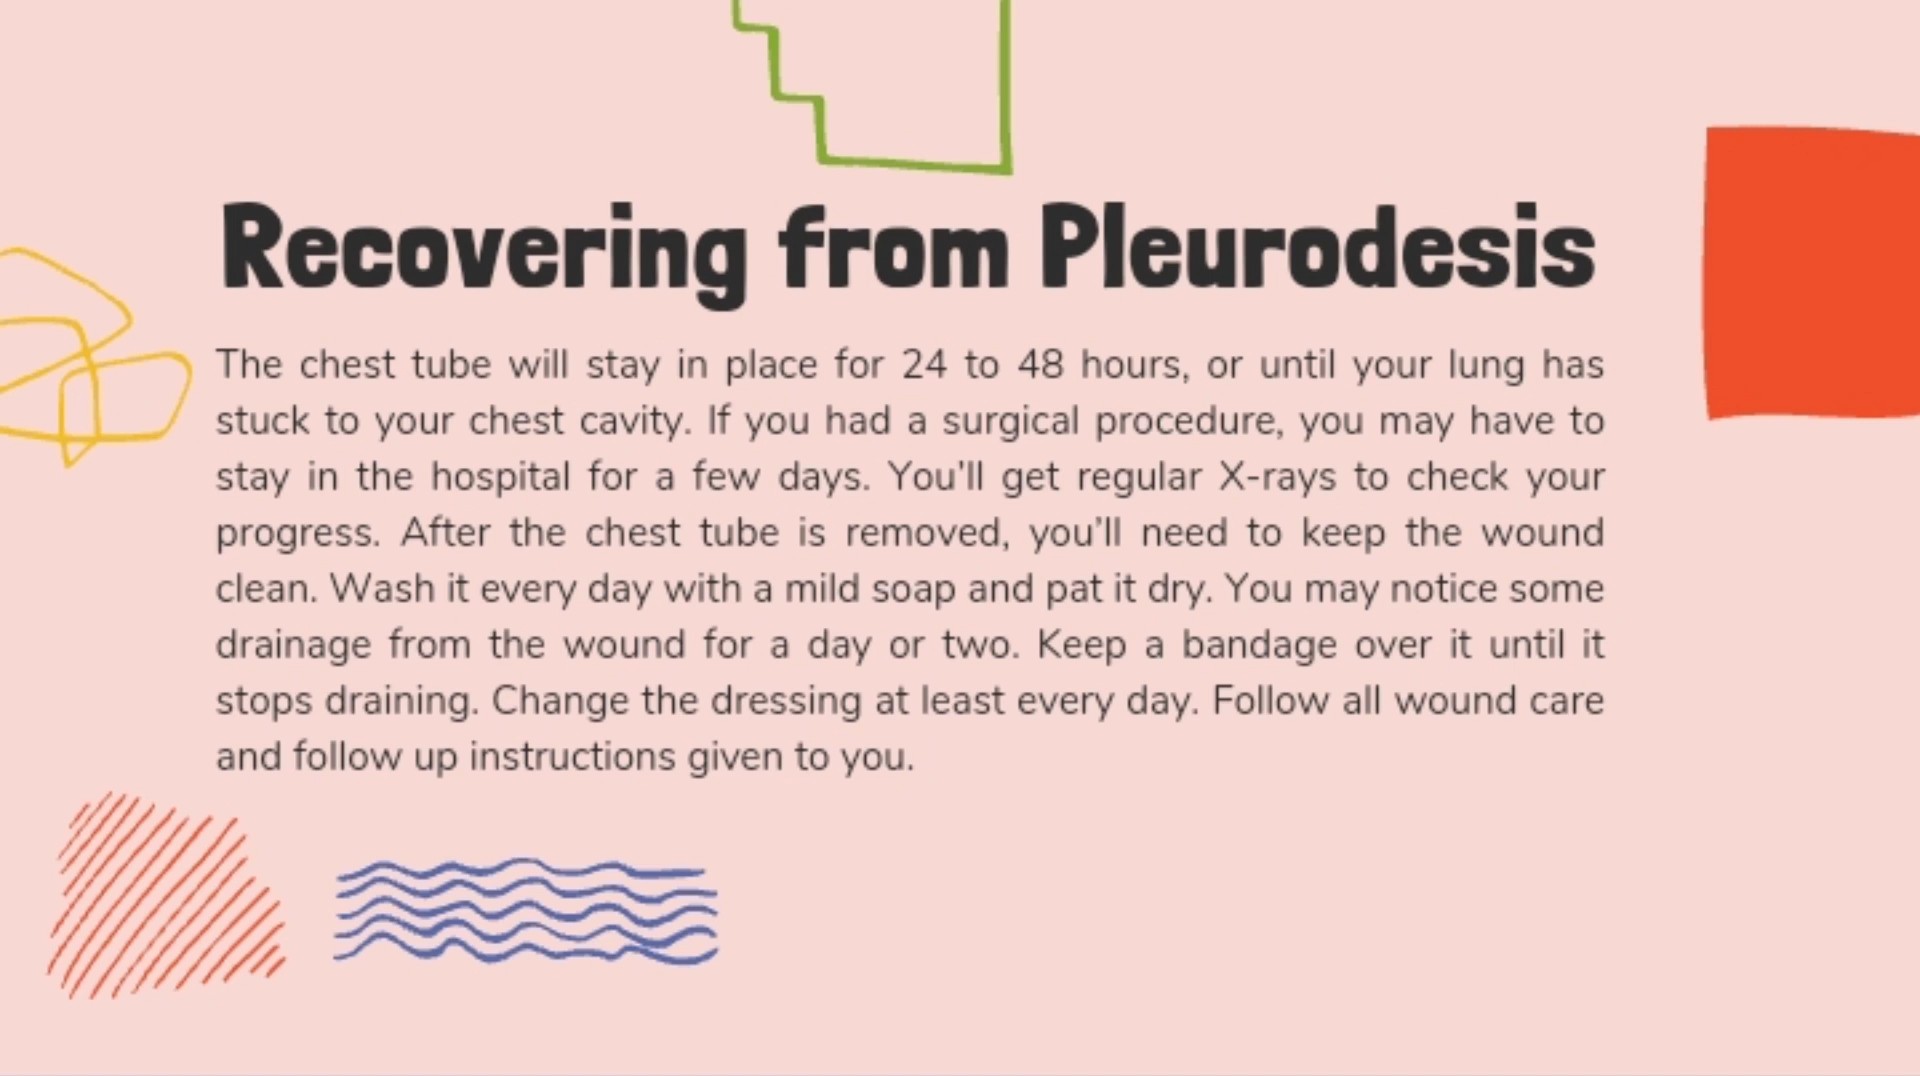 Recovering from Pleurodesis
The chest tube will stay in place for 24 to 48 hours, or until your lung has
stuck to your chest cavity. If you had a surgical procedure, you may have to
stay in the hospital for a few days. You'll get regular X-rays to check your
progress. After the chest tube is removed, you’ll need to keep the wound
clean. Wash it every day with a mild soap and pat it dry. You may notice some
drainage from the wound for a day or two. Keep a bandage over it until it
stops draining. Change the dressing at least every day. Follow all wound care
and follow up instructions given to you.